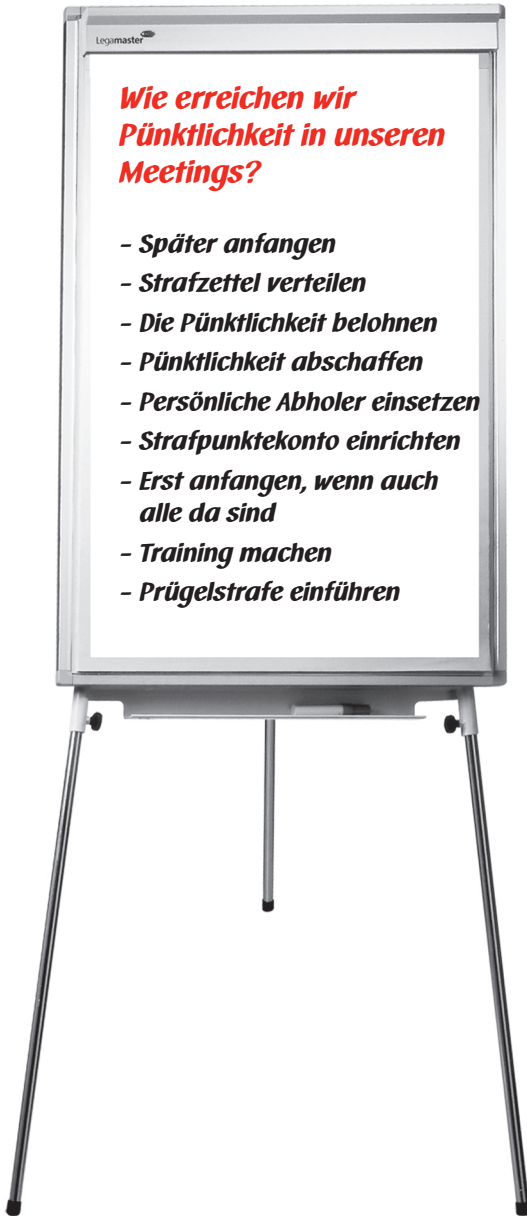 Legamaster
Wie erreichen wir
Pünktlichkeit in unseren
Meetings?
– Später anfangen
– Strafzettel verteilen
– Die Pünktlichkeit belohnen
– Pünktlichkeit abschaffen
– Persönliche Abholer einsetzen
– Strafpunktekonto einrichten
– Erst anfangen, wenn auch
alle da sind
– Training machen
– Prügelstrafe einführen